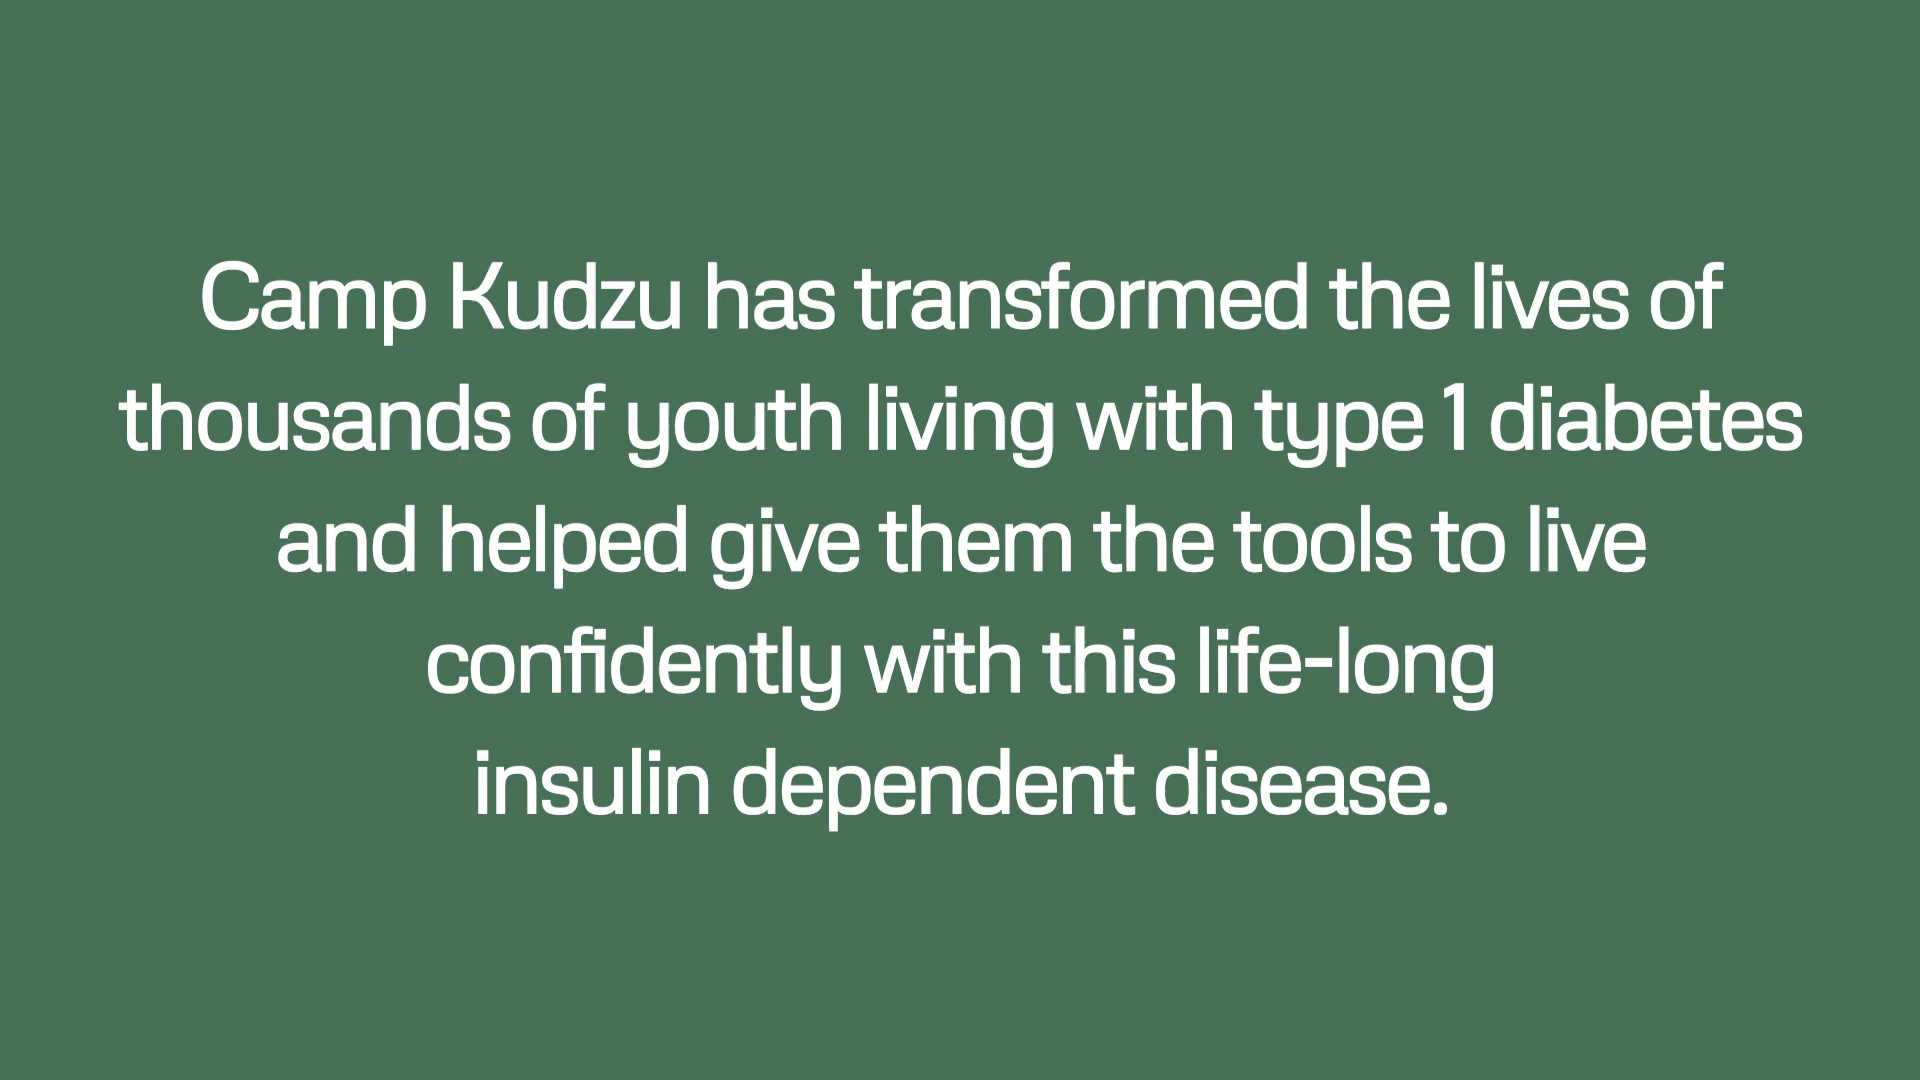 Camp Kudzu has transformed the lives of
thousands of youth living with type 1 diabetes
and helped give them the tools to live
confidently with this life-long
insulin dependent disease.